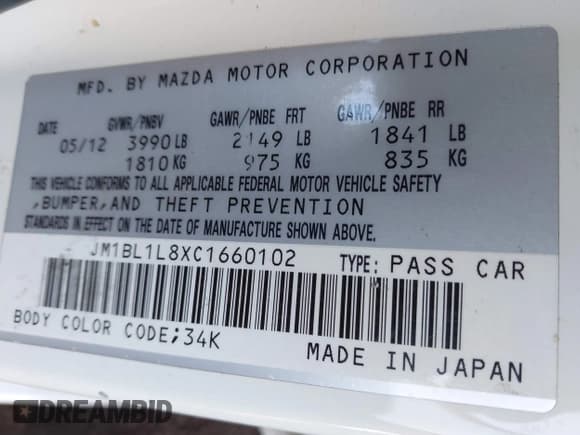 MFD. BY MAZDA MOTOR CORPORATION
DATE GVWR/PNBV GAWR/PNBE FRT GAWR/PNBE RR
05/12 3990 LB 2149 LB 1841 LB
1810 KG 975 KG 835 KG
THIS VEHICLE CONFORMS TO ALL APPLICABLE FEDERAL MOTOR VEHICLE SAFETY
,BUMPER,AND THEFT PREVENTION
STANDARDS IN EFFECT ON THE DATE OF MANUFACTURE SHOWN ABOVE.
JM1BL1L8XC1660102 TYPE: PASS CAR
BODY COLOR CODE;34K MADE IN JAPAN
DREAMBID